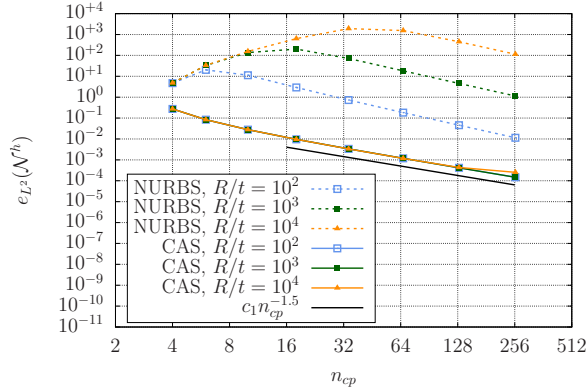 10^{+4}
10^{+3}
10^{+2}
10^{+1}
10^{0}
10^{-1}
10^{-2}
10^{-3}
10^{-4}
10^{-5}
10^{-6}
10^{-7}
10^{-8}
10^{-9}
10^{-10}
10^{-11}
e_{L^2}(𝒩^h)
NURBS, R/t = 10^2
NURBS, R/t = 10^3
NURBS, R/t = 10^4
CAS, R/t = 10^2
CAS, R/t = 10^3
CAS, R/t = 10^4
c_1 n_{cp}^{-1.5}
2 4 8 16 32 64 128 256 512
n_{cp}